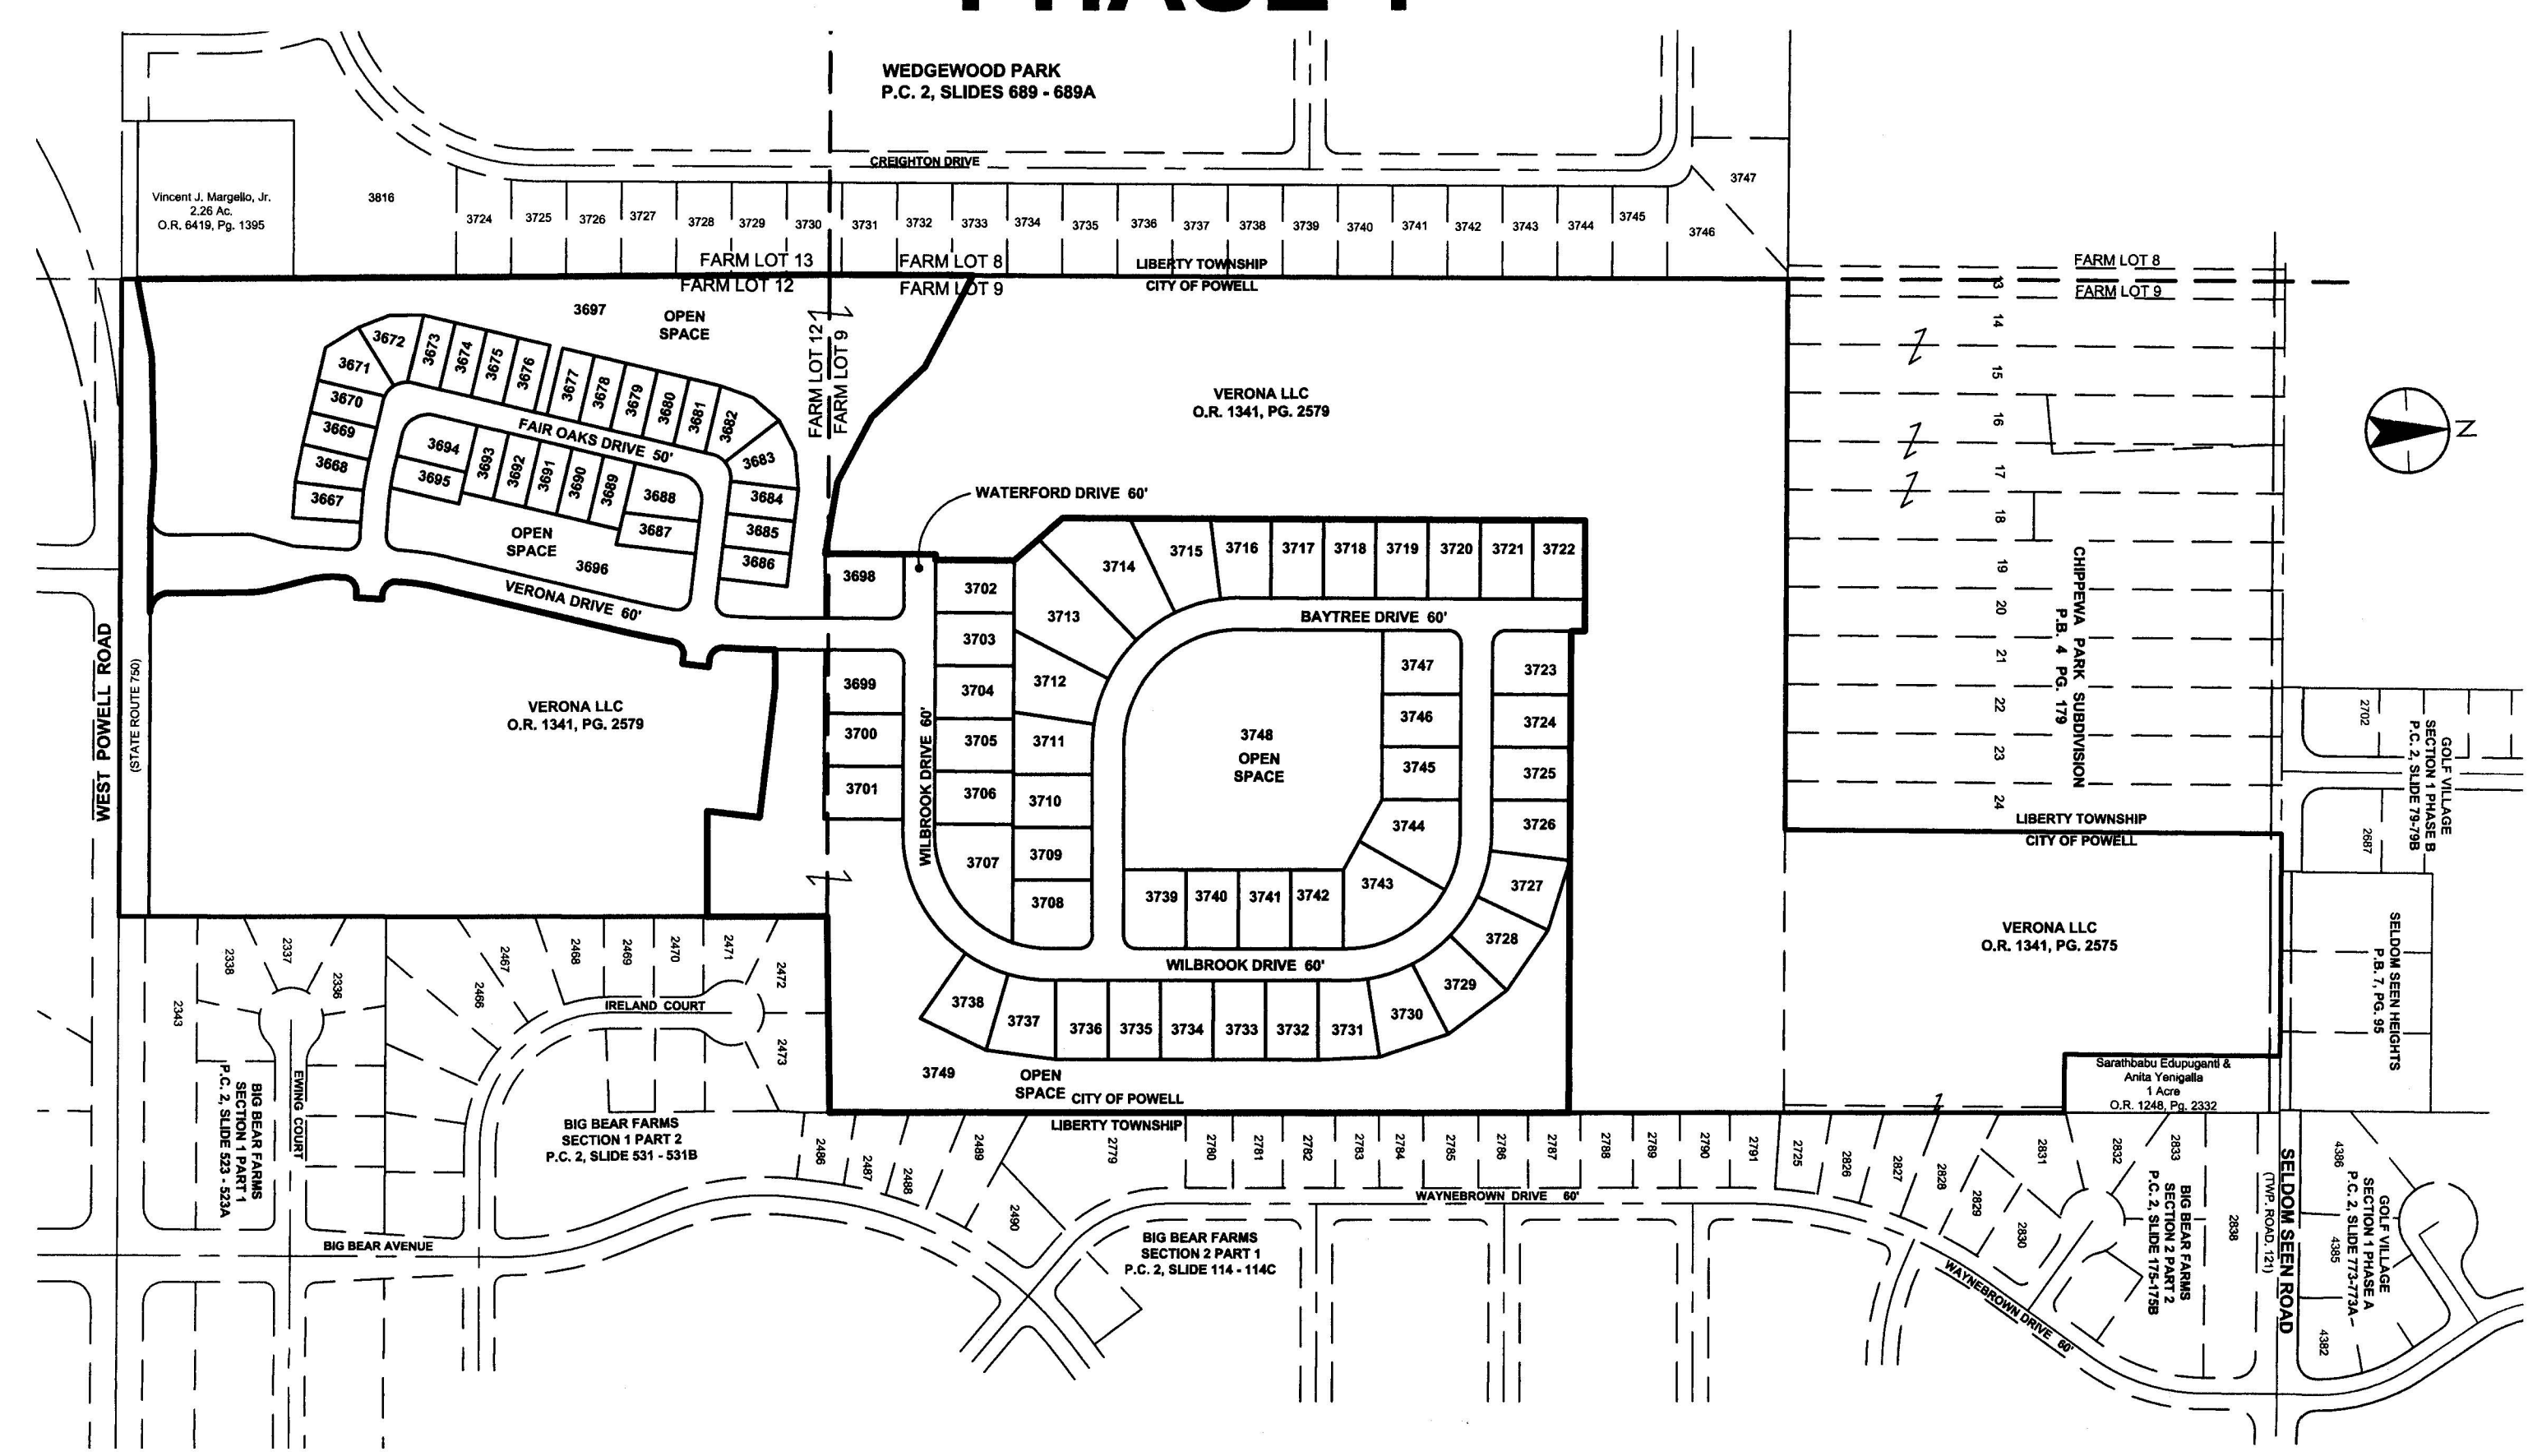 WEDGEWOOD PARK
P.C. 2, SLIDES 689 - 689A
CREIGHTON DRIVE
Vincent J. Margello, Jr.
2.26 Ac.
O.R. 6419, Pg. 1395
3816
3724
3725
3726
3727
3728
3729
3730
3731
3732
3733
3734
3735
3736
3737
3738
3739
3740
3741
3742
3743
3744
3745
3746
3747
FARM LOT 13
FARM LOT 8
LIBERTY TOWNSHIP
FARM LOT 12
FARM LOT 9
CITY OF POWELL
FARM LOT 8
FARM LOT 9
3697
OPEN
SPACE
FARM LOT 12
FARM LOT 9
3667
3668
3669
3670
3671
3672
3673
3674
3675
3676
3677
3678
3679
3680
3681
3682
3683
3684
3685
3686
FAIR OAKS DRIVE 50'
3694
3695
3693
3692
3691
3690
3689
3688
3687
OPEN
SPACE
3696
VERONA DRIVE 60'
VERONA LLC
O.R. 1341, PG. 2579
WATERFORD DRIVE 60'
VERONA LLC
O.R. 1341, PG. 2579
WEST POWELL ROAD
(STATE ROUTE 750)
3698
3699
3700
3701
WILBROOK DRIVE 60'
3702
3703
3704
3705
3706
3707
3708
3709
3710
3711
3712
3713
3714
3715
3716
3717
3718
3719
3720
3721
3722
BAYTREE DRIVE 60'
3723
3724
3725
3726
3727
3728
3729
3730
3731
3732
3733
3734
3735
3736
3737
3738
3747
3746
3745
3744
3743
3742
3741
3740
3739
3748
OPEN
SPACE
WILBROOK DRIVE 60'
3749
OPEN
SPACE
CITY OF POWELL
LIBERTY TOWNSHIP
13
14
15
16
17
18
19
20
21
22
23
24
CHIPPEWA PARK SUBDIVISION
P.B. 4 PG. 179
N
LIBERTY TOWNSHIP
CITY OF POWELL
VERONA LLC
O.R. 1341, PG. 2575
Sarathbabu Edupuganti &
Anita Yenigalla
1 Acre
O.R. 1248, Pg. 2332
2702
2687
GOLF VILLAGE
SECTION 1 PHASE B
P.C. 2, SLIDE 79-79B
SELDOM SEEN HEIGHTS
P.B. 7, PG. 95
2343
2338
2337
2336
EWING COURT
BIG BEAR FARMS
SECTION 1 PART 1
P.C. 2, SLIDE 523 - 523A
2466
2467
2468
2469
2470
2471
2472
2473
IRELAND COURT
BIG BEAR FARMS
SECTION 1 PART 2
P.C. 2, SLIDE 531 - 531B
BIG BEAR AVENUE
2486
2487
2488
2489
2490
2779
2780
2781
2782
2783
2784
2785
2786
2787
2788
2789
2790
2791
2725
2826
2827
2828
2829
2830
2831
2832
2833
2838
WAYNEBROWN DRIVE 60'
BIG BEAR FARMS
SECTION 2 PART 1
P.C. 2, SLIDE 114 - 114C
WAYNEBROWN DRIVE 60'
BIG BEAR FARMS
SECTION 2 PART 2
P.C. 2, SLIDE 175-175B
SELDOM SEEN ROAD
(TWP. ROAD. 121)
4386
4385
4382
GOLF VILLAGE
SECTION 1 PHASE A
P.C. 2, SLIDE 773-773A